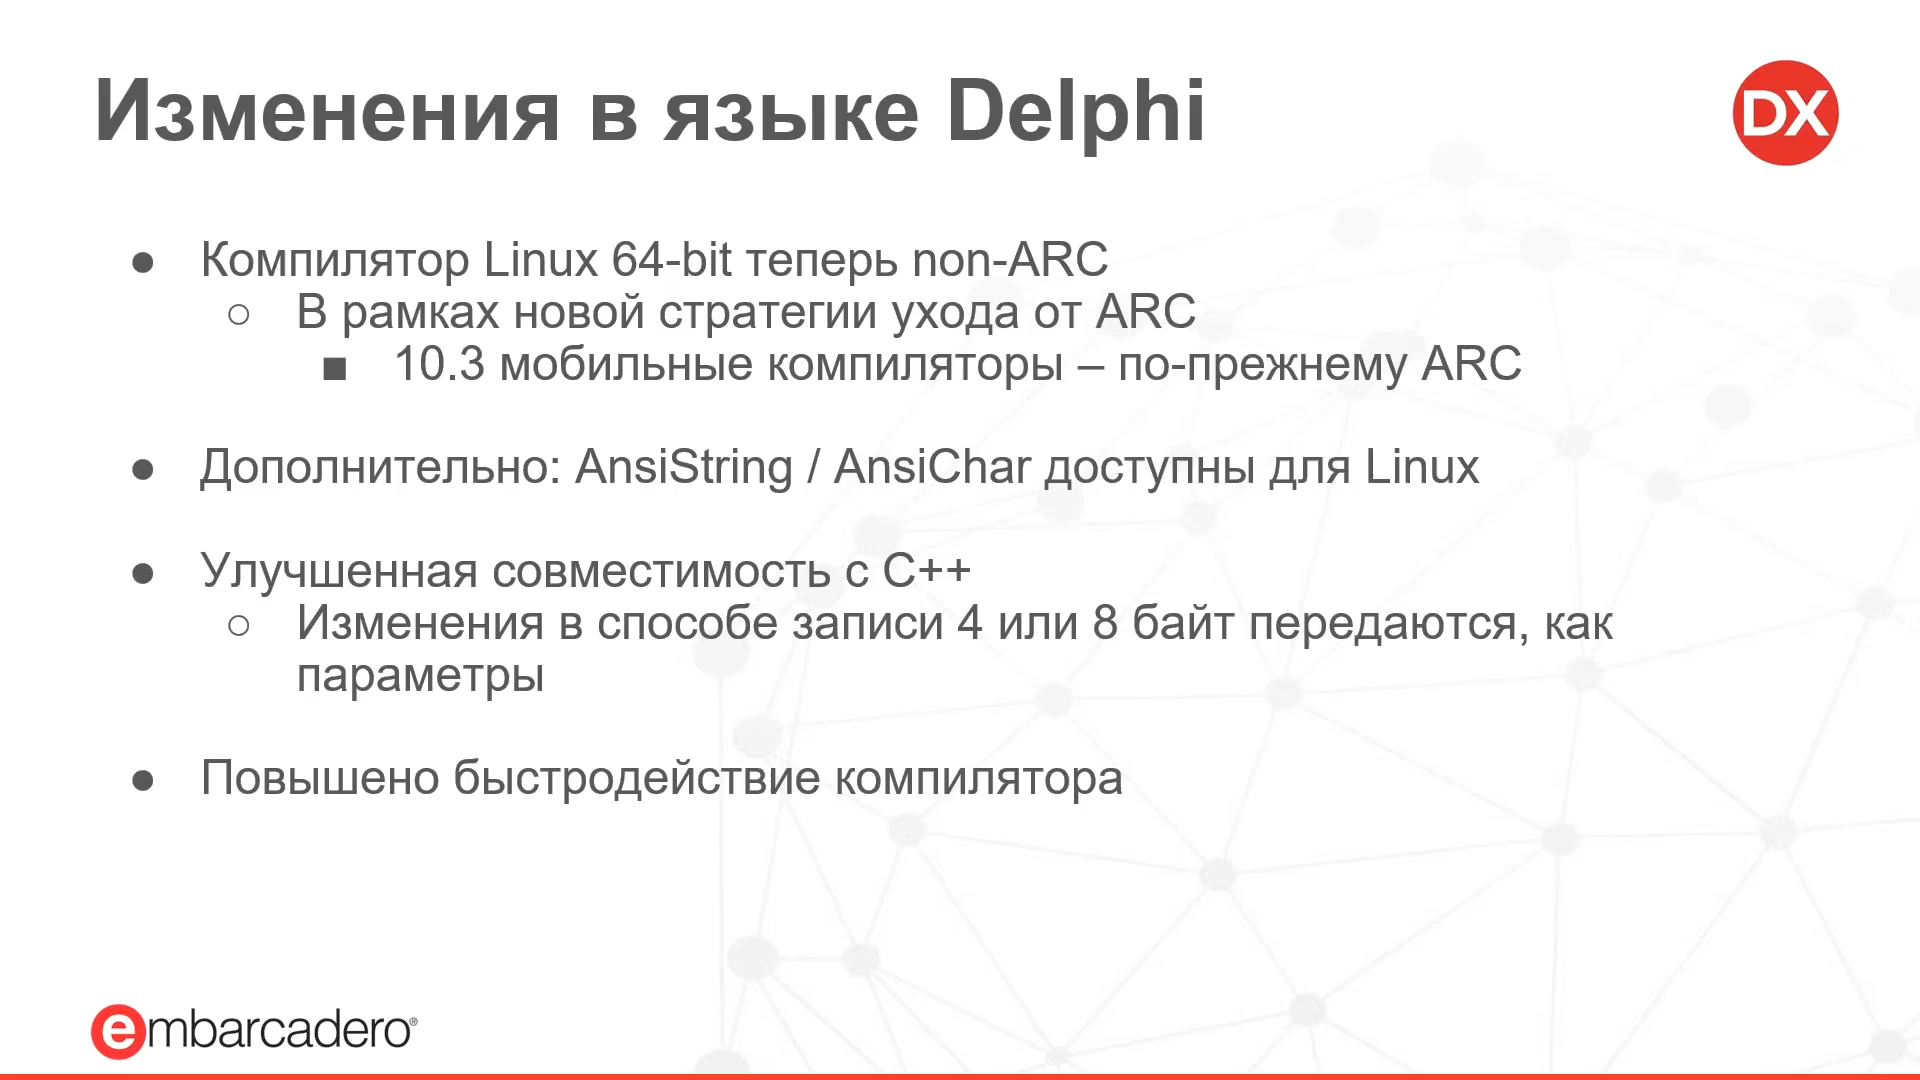 Изменения в языке Delphi
DX
● Компилятор Linux 64-bit теперь non-ARC
○ В рамках новой стратегии ухода от ARC
■ 10.3 мобильные компиляторы – по-прежнему ARC
● Дополнительно: AnsiString / AnsiChar доступны для Linux
● Улучшенная совместимость с C++
○ Изменения в способе записи 4 или 8 байт передаются, как
параметры
● Повышено быстродействие компилятора
embarcadero®